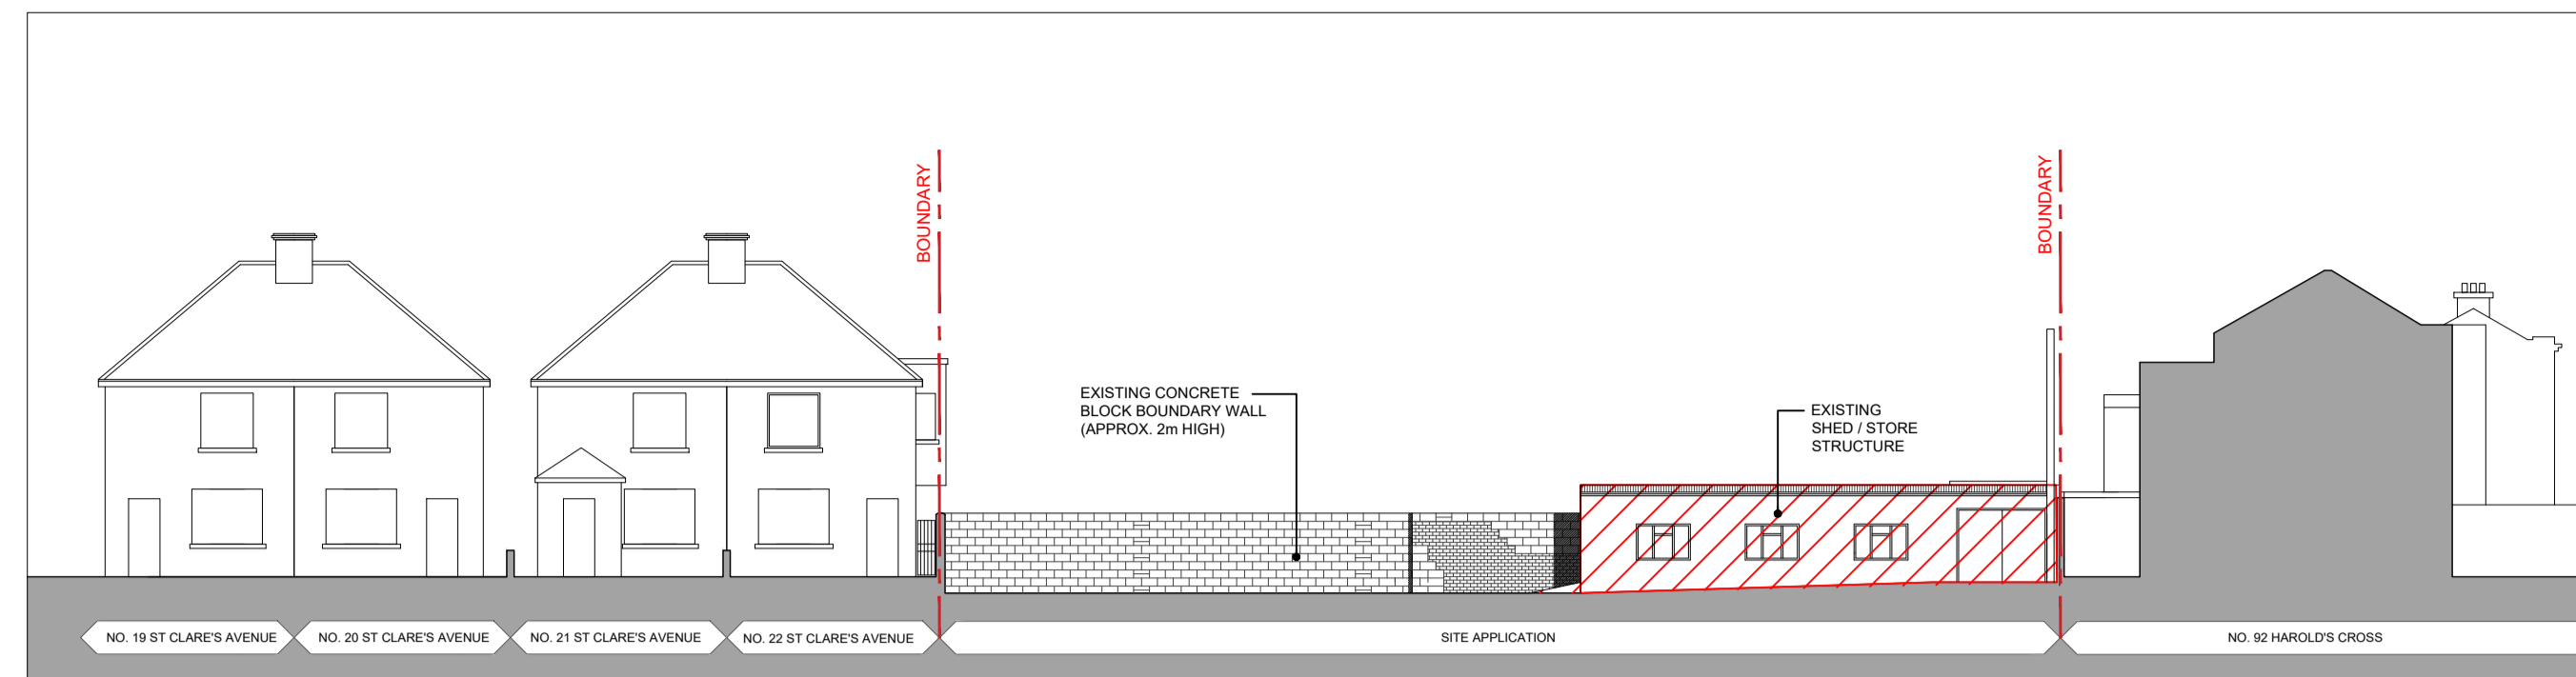 BOUNDARY
BOUNDARY
EXISTING CONCRETE
BLOCK BOUNDARY WALL
(APPROX. 2m HIGH)
EXISTING
SHED / STORE
STRUCTURE
NO. 19 ST CLARE'S AVENUE
NO. 20 ST CLARE'S AVENUE
NO. 21 ST CLARE'S AVENUE
NO. 22 ST CLARE'S AVENUE
SITE APPLICATION
NO. 92 HAROLD'S CROSS